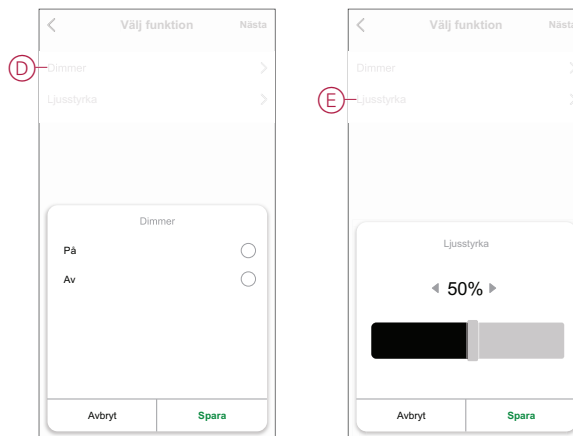 Välj funktion Nästa
D
Dimmer
Ljusstyrka
Dimmer
På
Av
Avbryt Spara
Välj funktion Nästa
Dimmer
E
Ljusstyrka
Ljusstyrka
50%
Avbryt Spara